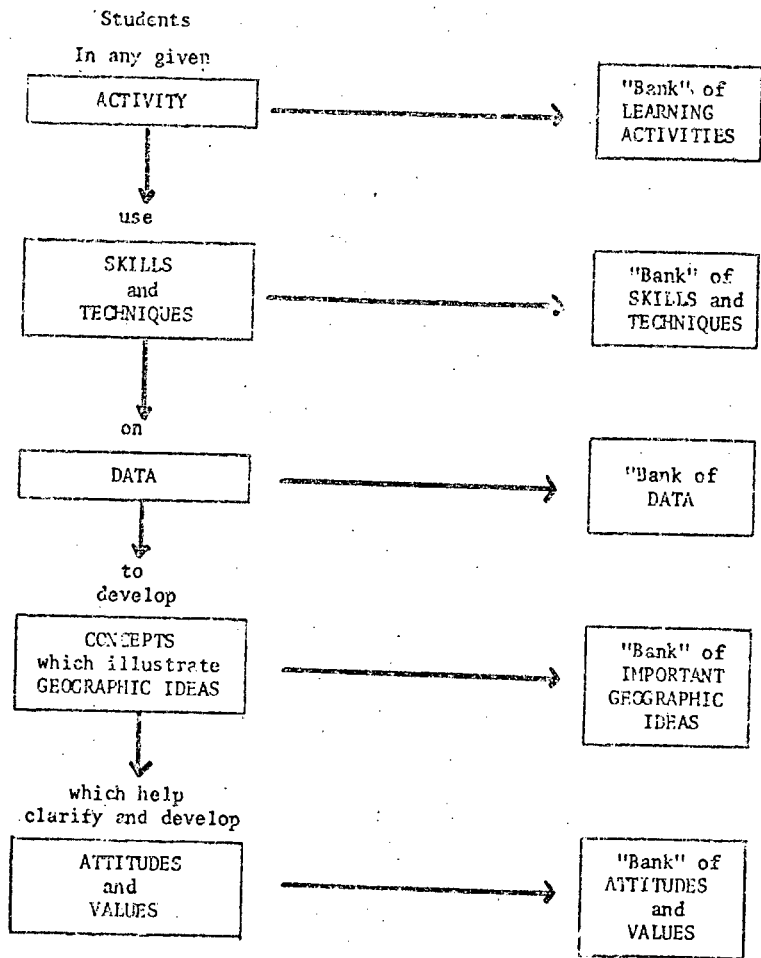 Students
In any given
ACTIVITY
"Bank" of
LEARNING
ACTIVITIES
use
SKILLS
and
TECHNIQUES
"Bank" of
SKILLS and
TECHNIQUES
on
DATA
"Bank of
DATA
to
develop
CONCEPTS
which illustrate
GEOGRAPHIC IDEAS
"Bank" of
IMPORTANT
GEOGRAPHIC
IDEAS
which help
clarify and develop
ATTITUDES
and
VALUES
"Bank" of
ATTITUDES
and
VALUES